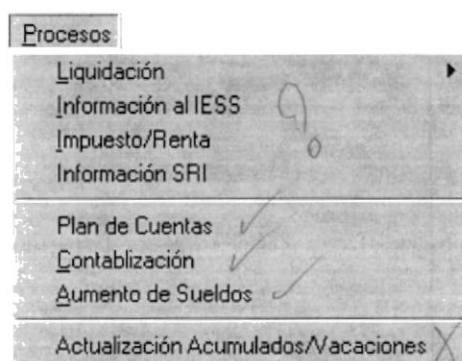 Procesos
Liquidación
Información al IESS
Impuesto/Renta
Información SRI
Plan de Cuentas
Contablización
Aumento de Sueldos
Actualización Acumulados/Vacaciones